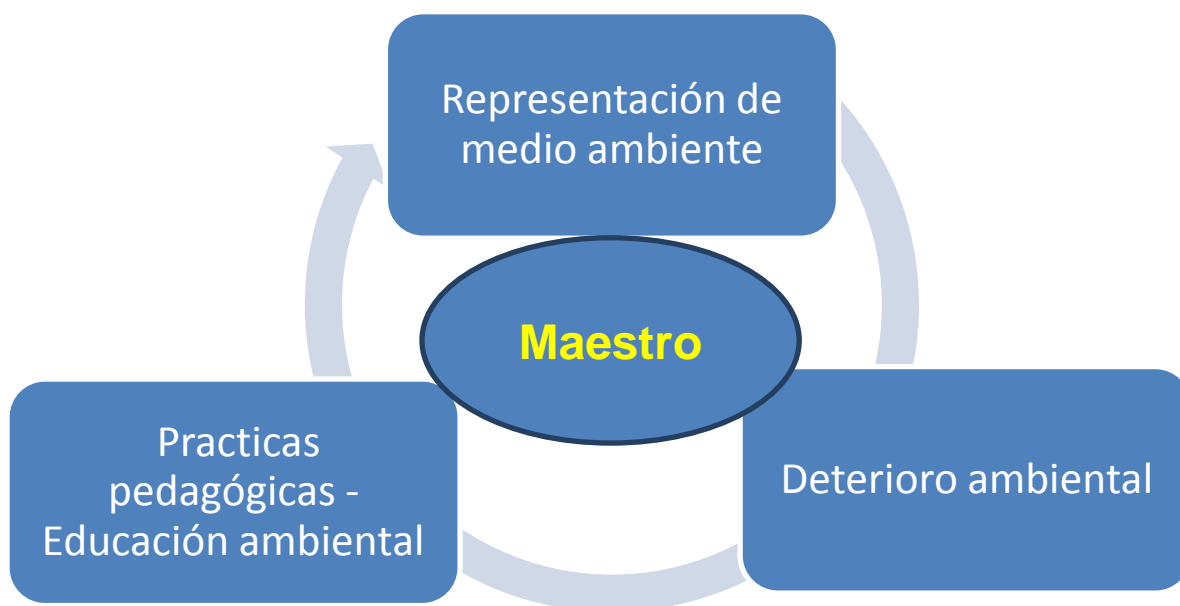 Representación de
medio ambiente
Maestro
Practicas
pedagógicas -
Educación ambiental
Deterioro ambiental